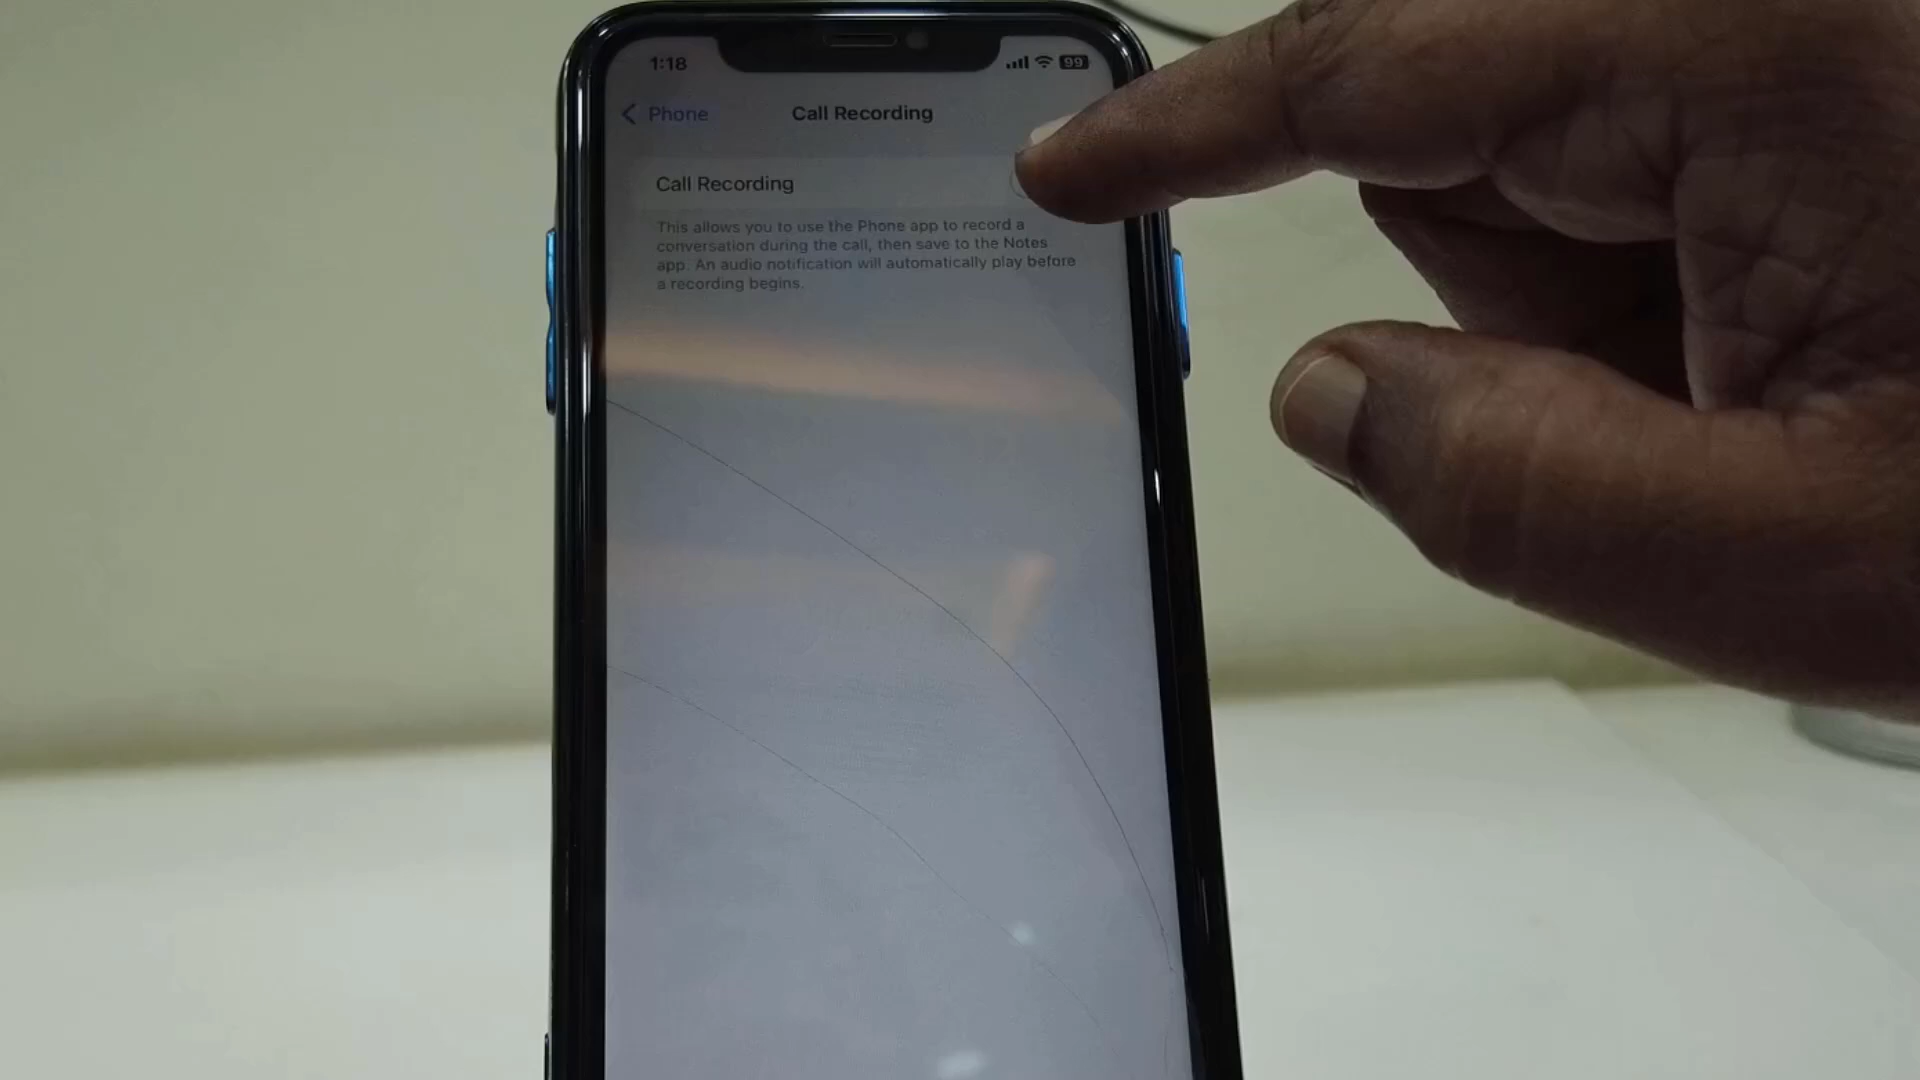 1:18
99
Phone
Call Recording
Call Recording
This allows you to use the Phone app to record a
conversation during the call, then save to the Notes
app. An audio notification will automatically play before
a recording begins.